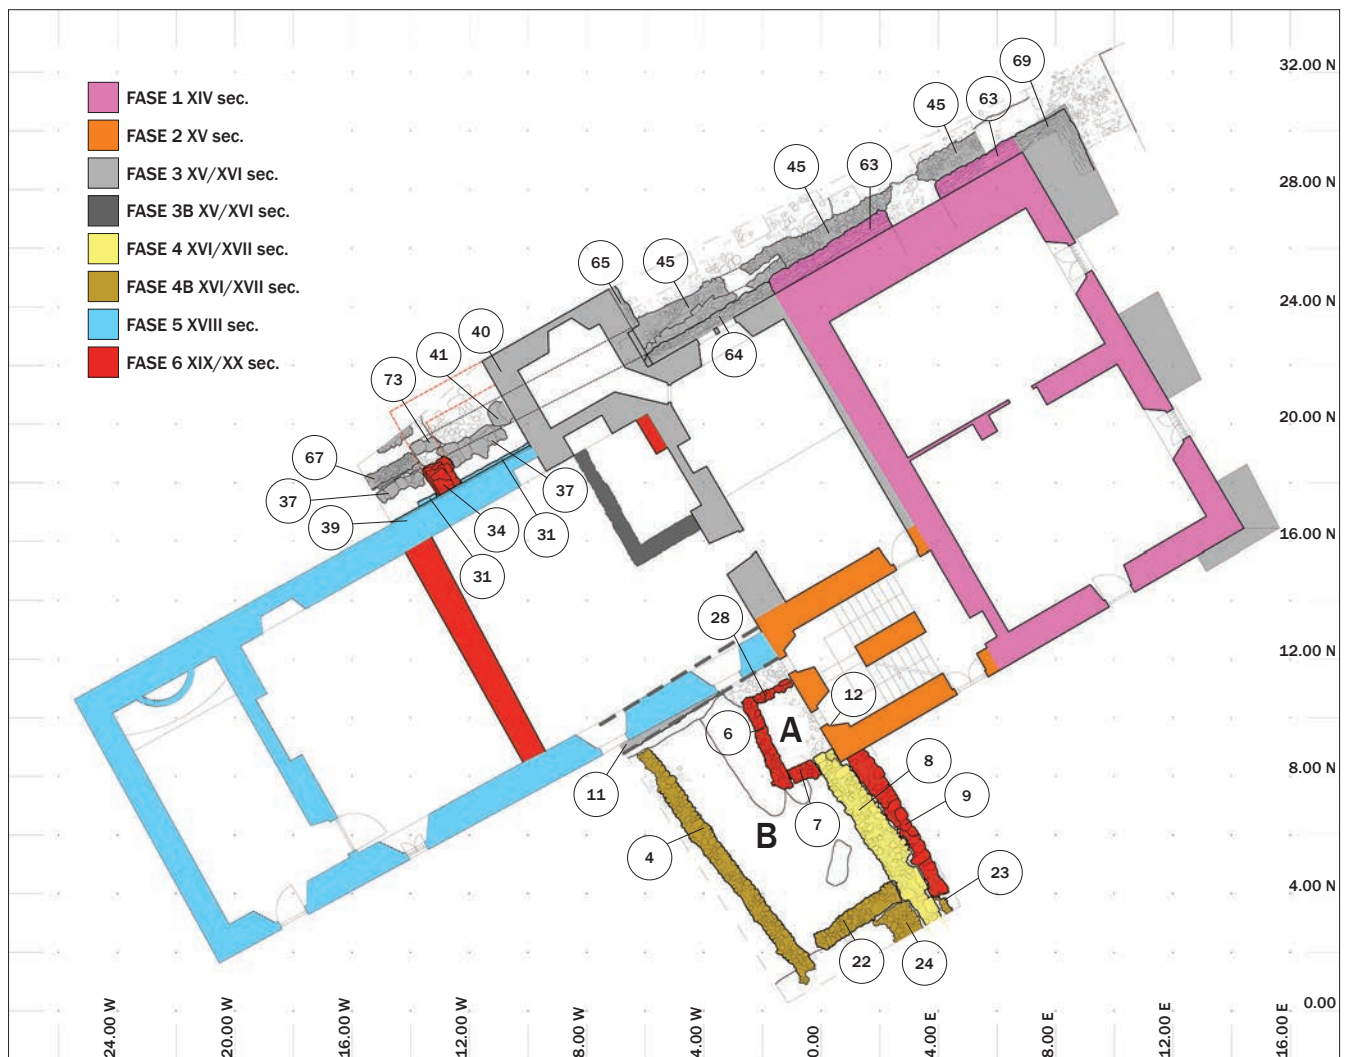 FASE 1 XIV sec.
FASE 2 XV sec.
FASE 3 XV/XVI sec.
FASE 3B XV/XVI sec.
FASE 4 XVI/XVII sec.
FASE 4B XVI/XVII sec.
FASE 5 XVIII sec.
FASE 6 XIX/XX sec.
69
32.00 N
45
63
45
63
28.00 N
65
45
24.00 N
40
41
64
73
20.00 N
67
37
37
39
34
31
16.00 N
31
28
12.00 N
12
6
A
8
8.00 N
11
7
9
B
4
23
4.00 N
22
24
0.00
24.00 W
20.00 W
16.00 W
12.00 W
8.00 W
4.00 W
0.00
4.00 E
8.00 E
12.00 E
16.00 E